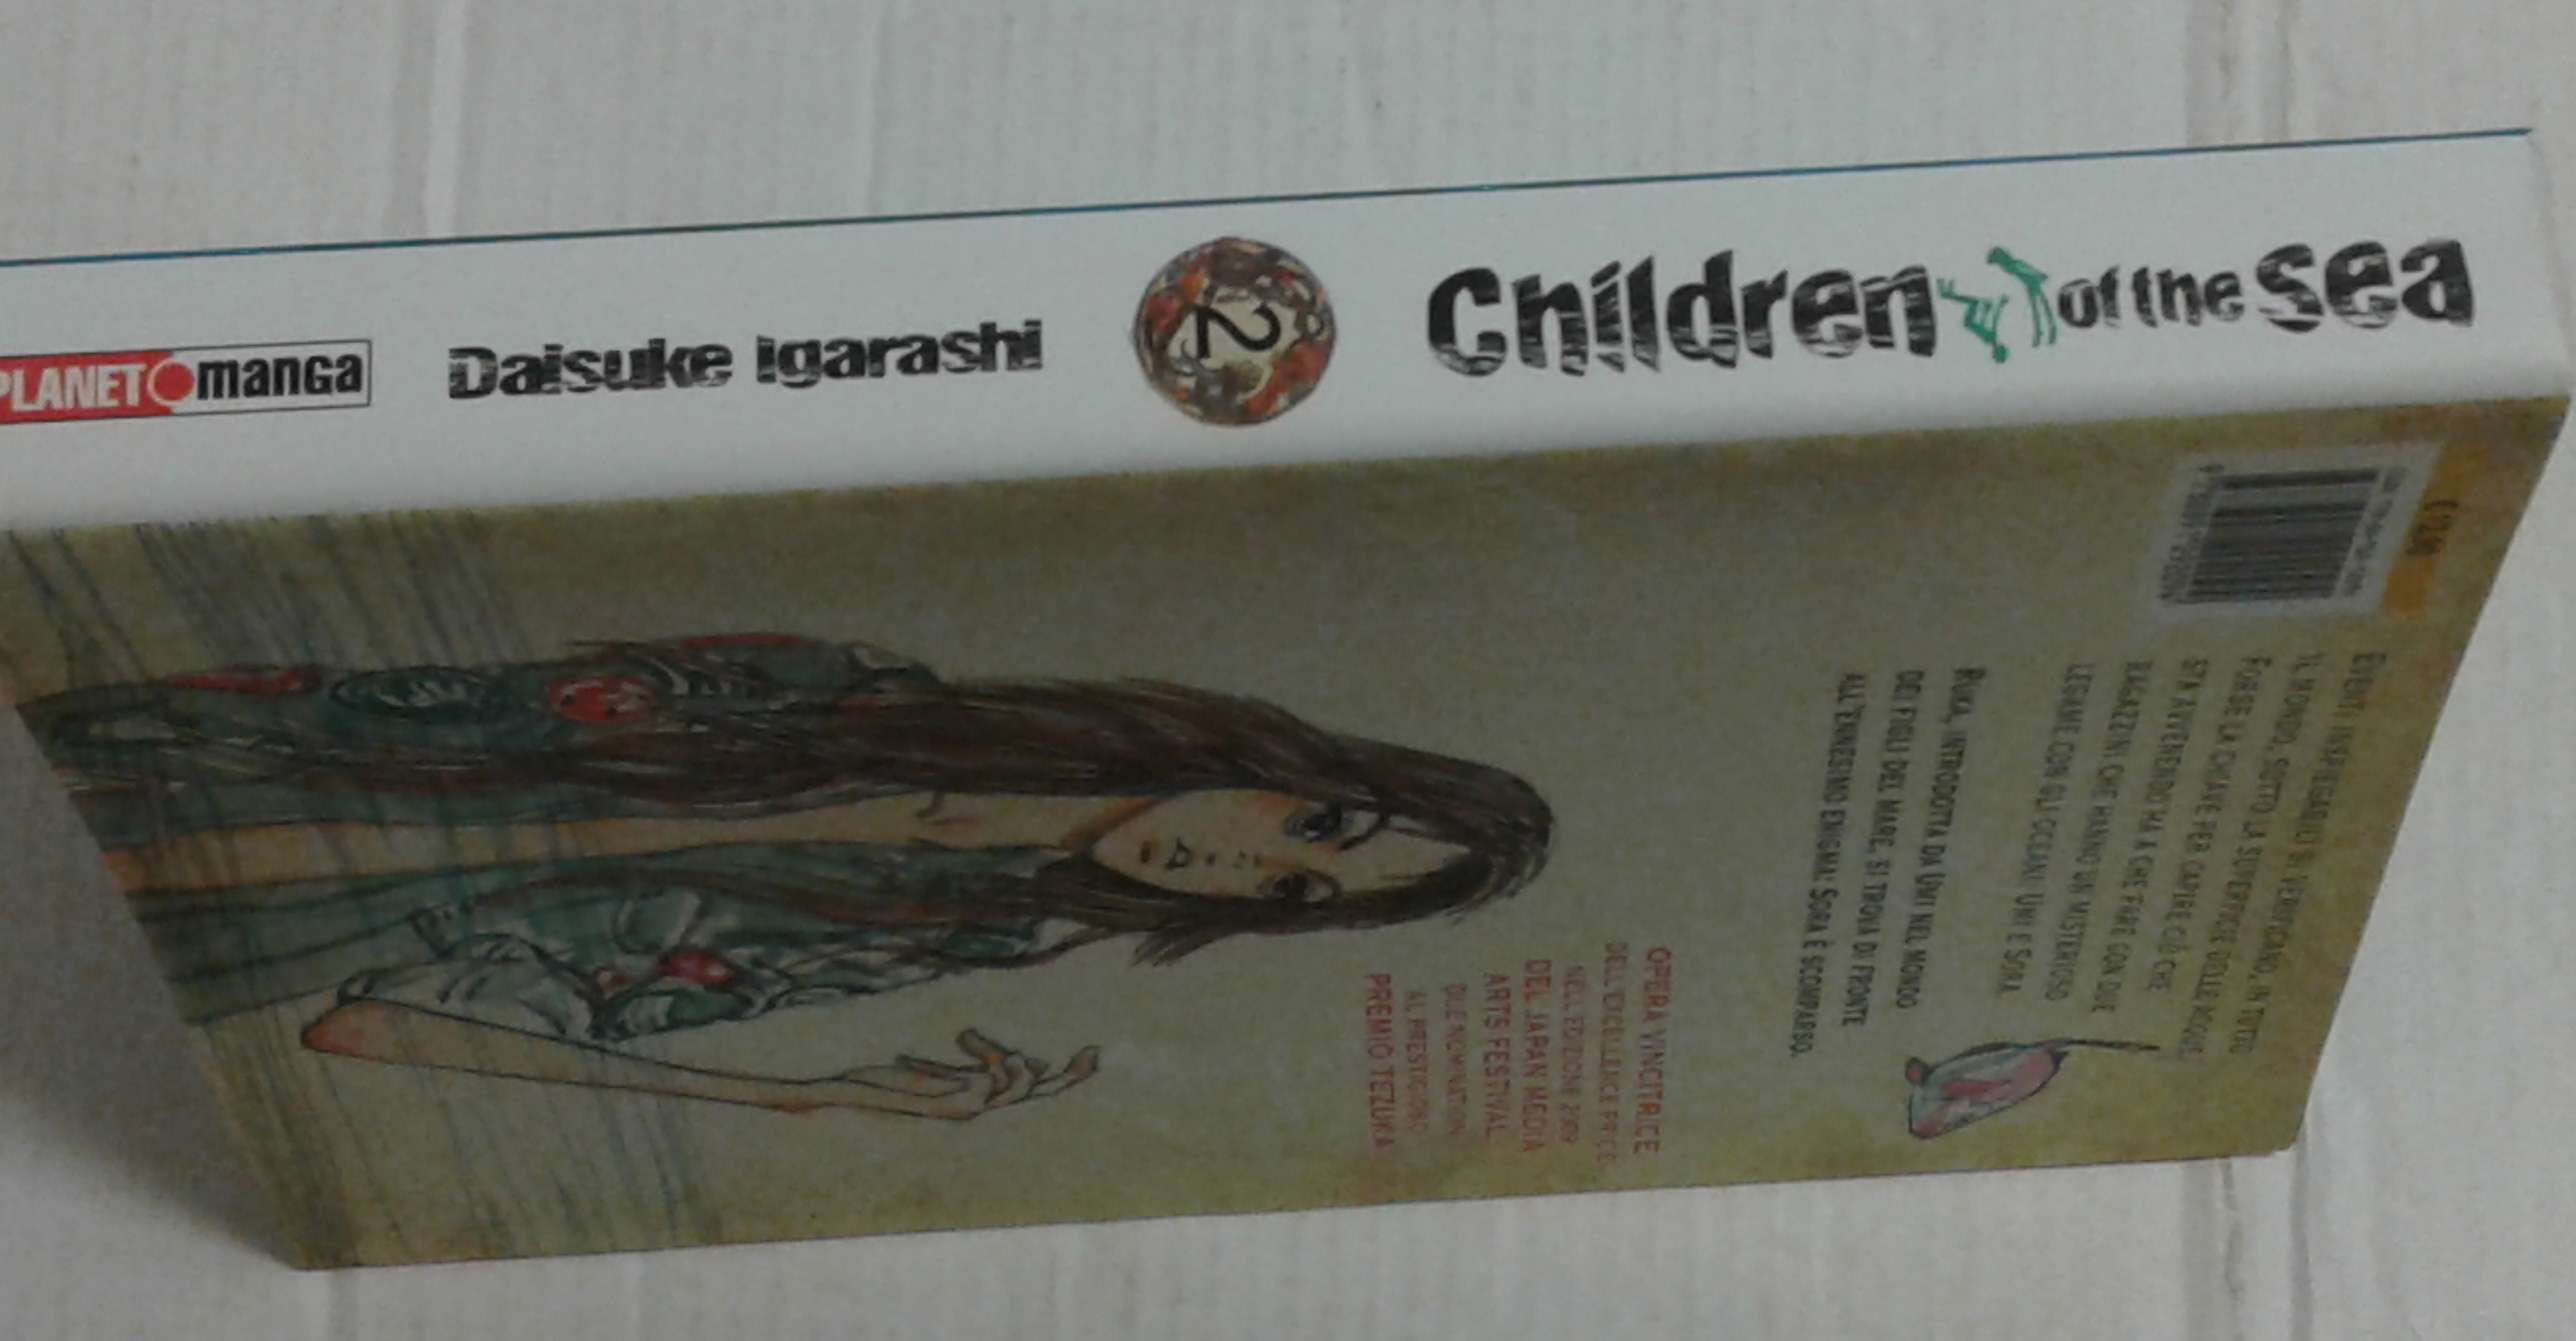 PLANET manga
Daisuke Igarashi
2
Children of the sea
EVENTI INSPIEGABILI SI VERIFICANO, IN TUTTO
IL MONDO, SOTTO LA SUPERFICIE DELLE ACQUE.
FORSE LA CHIAVE PER CAPIRE CIÒ CHE
STA AVVENENDO HA A CHE FARE CON DUE
RAGAZZINI CHE HANNO UN MISTERIOSO
LEGAME CON GLI OCEANI: UMI E SORA.
RUKA, INTRODOTTA DA UMI NEL MONDO
DEI FIGLI DEL MARE, SI TROVA DI FRONTE
ALL'ENNESIMO ENIGMA: SORA È SCOMPARSO.
OPERA VINCITRICE
DELL'EXCELLENCE PRICE
NELL'EDIZIONE 2009
DEL JAPAN MEDIA
ARTS FESTIVAL
DUE NOMINATION
AL PRESTIGIOSO
PREMIO TEZUKA